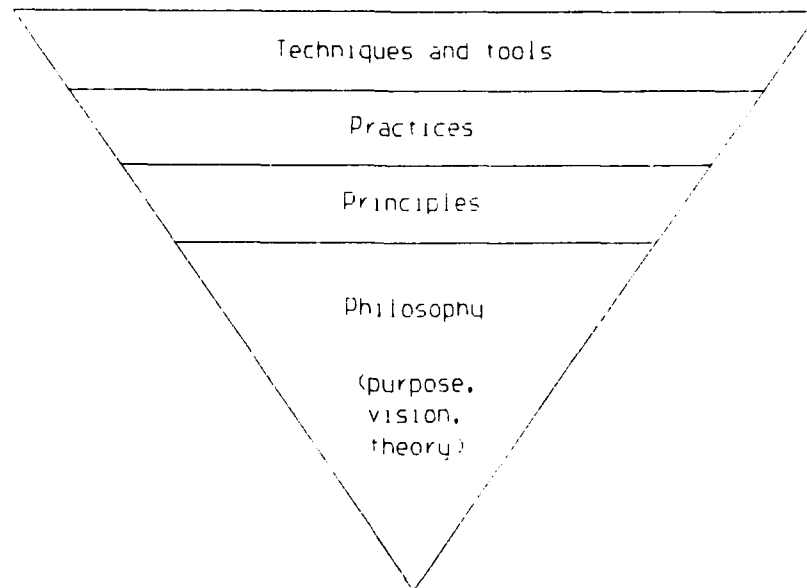 Techniques and tools
Practices
Principles
Philosophy
(purpose,
vision,
theory)